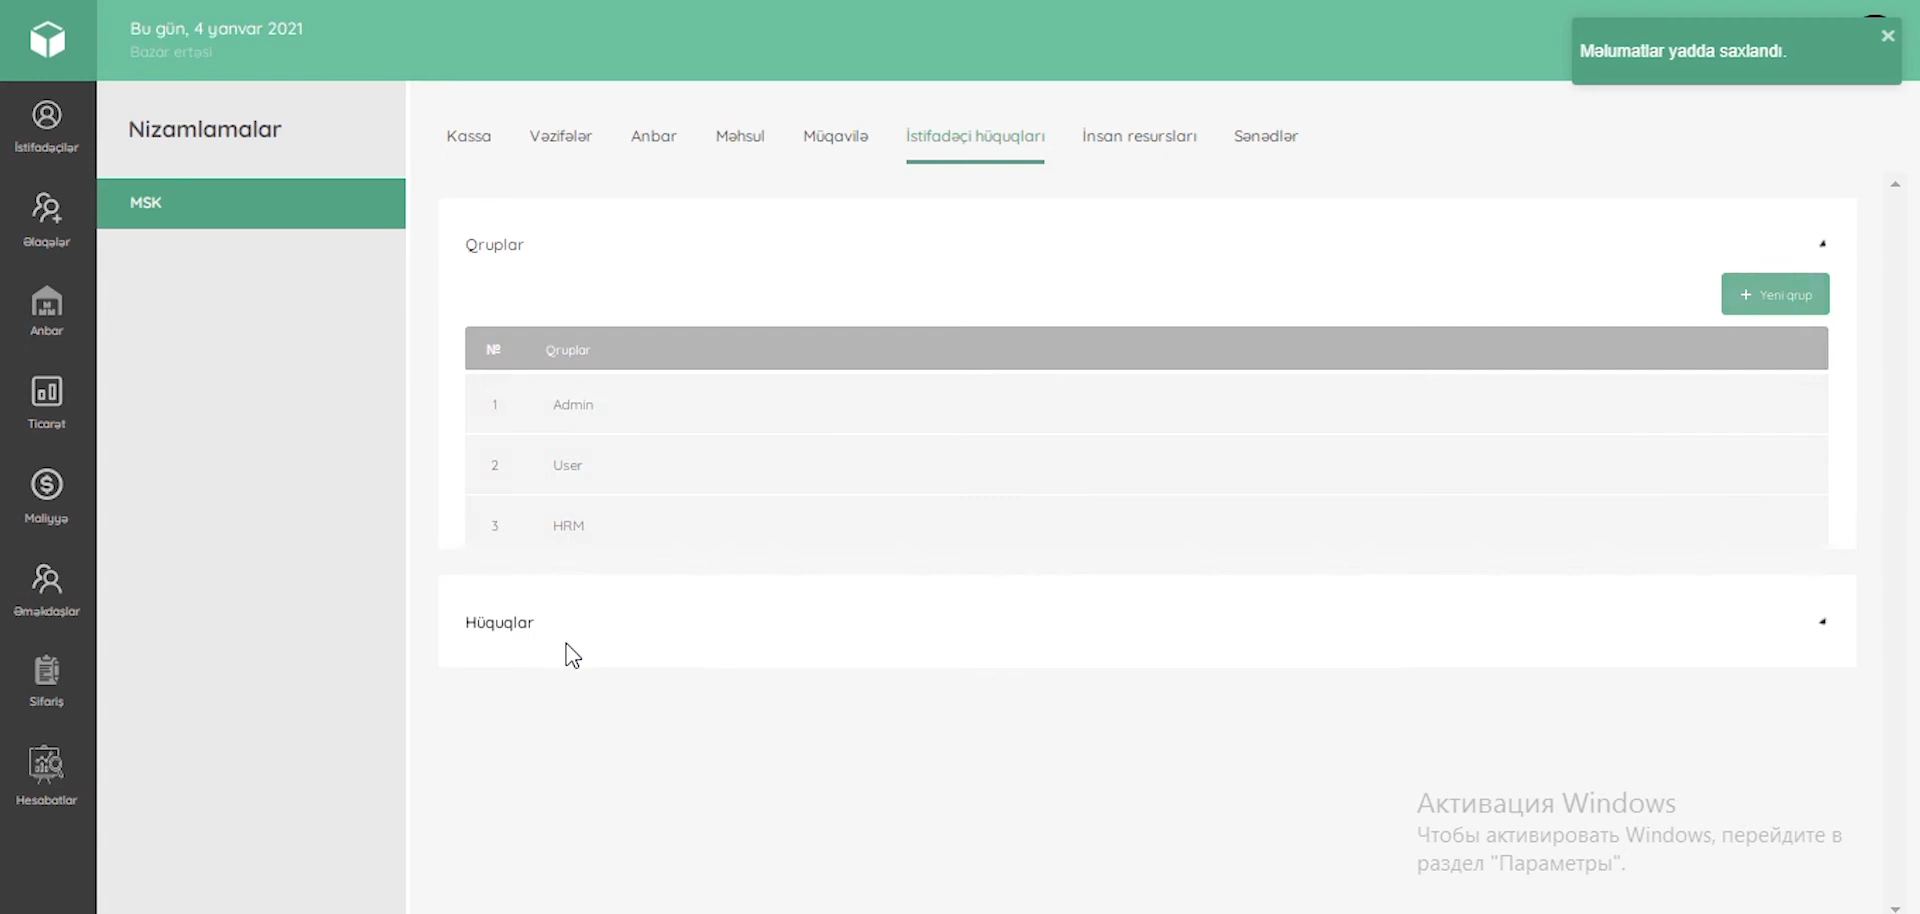 Bu gün, 4 yanvar 2021
Bazar ertəsi
Məlumatlar yadda saxlandı.
İstifadəçilər
Əlaqələr
Anbar
Ticarət
Maliyyə
Əməkdaşlar
Sifariş
Hesabatlar
Nizamlamalar
MSK
Kassa Vəzifələr Anbar Məhsul Müqavilə İstifadəçi hüquqları İnsan resursları Sənədlər
Qruplar
+ Yeni qrup
№ Qruplar
1 Admin
2 User
3 HRM
Hüquqlar
Активация Windows
Чтобы активировать Windows, перейдите в
раздел "Параметры".